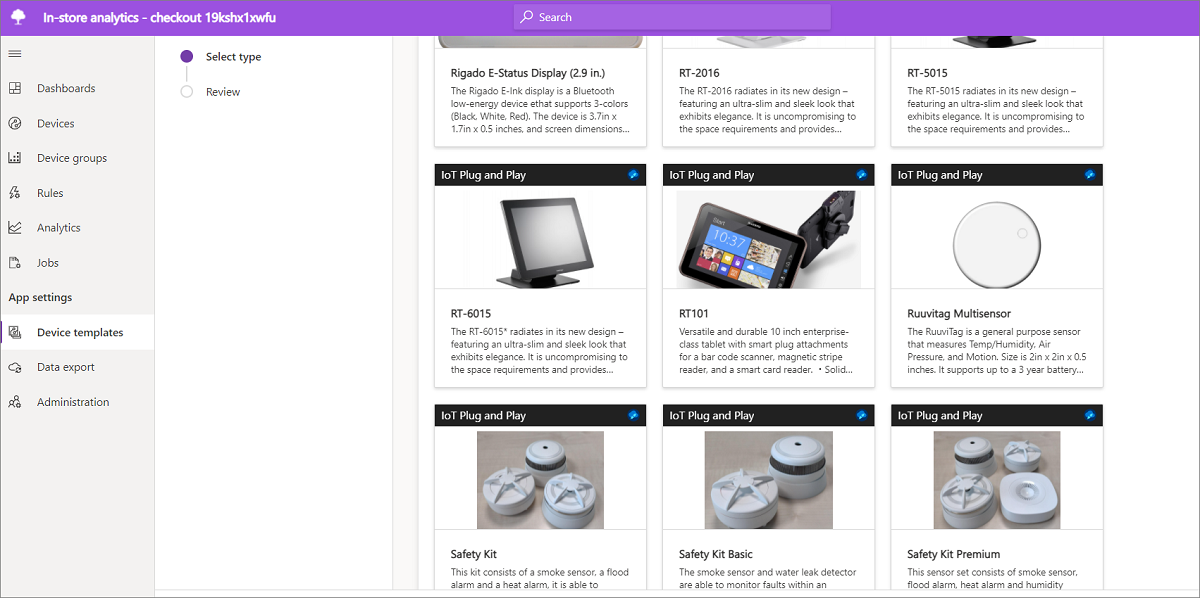 In-store analytics - checkout 19kshx1xwfu
Search
Dashboards
Devices
Device groups
Rules
Analytics
Jobs
App settings
Device templates
Data export
Administration
Select type
Review
Rigado E-Status Display (2.9 in.)
The Rigado E-Ink display is a Bluetooth
low-energy device ethat supports 3-colors
(Black, White, Red). The device is 3.7in x
1.7in x 0.5 inches, and screen dimensions...
RT-2016
The RT-2016 radiates in its new design –
featuring an ultra-slim and sleek look that
exhibits elegance. It is uncompromising to
the space requirements and provides...
RT-5015
The RT-5015 radiates in its new design –
featuring an ultra-slim and sleek look that
exhibits elegance. It is uncompromising to
the space requirements and provides...
IoT Plug and Play
RT-6015
The RT-6015* radiates in its new design –
featuring an ultra-slim and sleek look that
exhibits elegance. It is uncompromising to
the space requirements and provides...
IoT Plug and Play
Start
10:37
RT101
Versatile and durable 10 inch enterprise-
class tablet with smart plug attachments
for a bar code scanner, magnetic stripe
reader, and a smart card reader. • Solid...
IoT Plug and Play
Ruuvitag Multisensor
The RuuviTag is a general purpose sensor
that measures Temp/Humidity, Air
Pressure, and Motion. Size is 2in x 2in x 0.5
inches. It supports up to a 3 year battery...
IoT Plug and Play
Safety Kit
This kit consists of a smoke sensor, a flood
alarm and a heat alarm, it is able to
IoT Plug and Play
Safety Kit Basic
The smoke sensor and water leak detector
are able to monitor faults within an
IoT Plug and Play
Safety Kit Premium
This sensor set consists of smoke sensor,
flood alarm, heat alarm and humidity